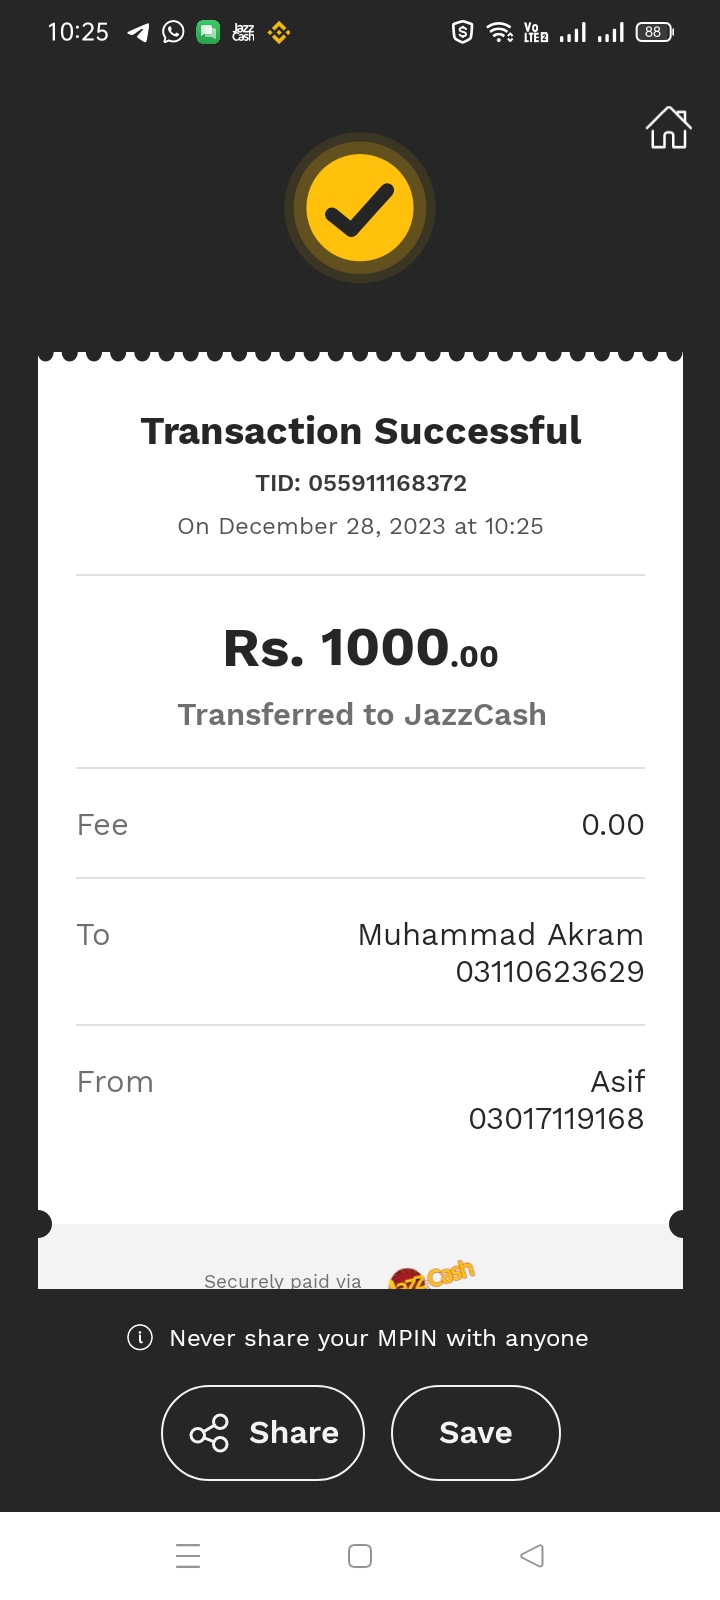 10:25 Jazz Cash Vo LTE 2 88
Transaction Successful
TID: 055911168372
On December 28, 2023 at 10:25
Rs. 1000.00
Transferred to JazzCash
Fee 0.00
To Muhammad Akram
03110623629
From Asif
03017119168
Securely paid via JazzCash
Never share your MPIN with anyone
Share Save